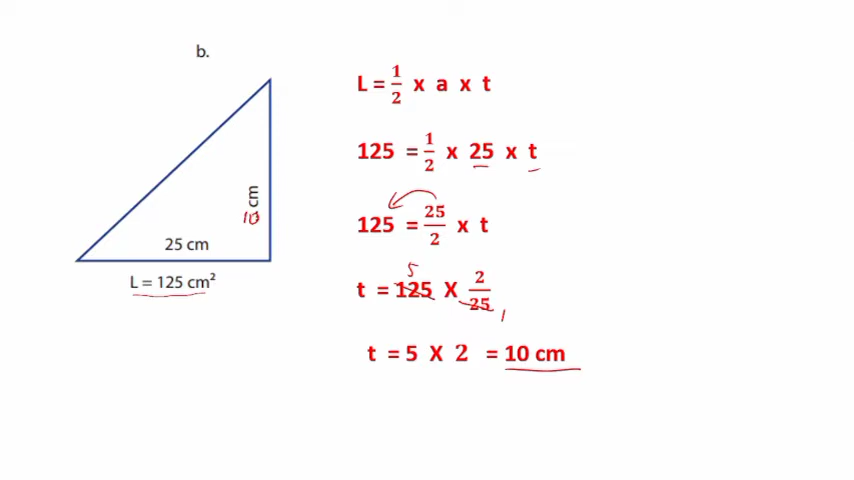 b.
L = 1/2 x a x t
125 = 1/2 x 25 x t
10 cm
125 = 25/2 x t
25 cm
L = 125 cm²
5
t = 125 X 2/25
1
t = 5 X 2 = 10 cm